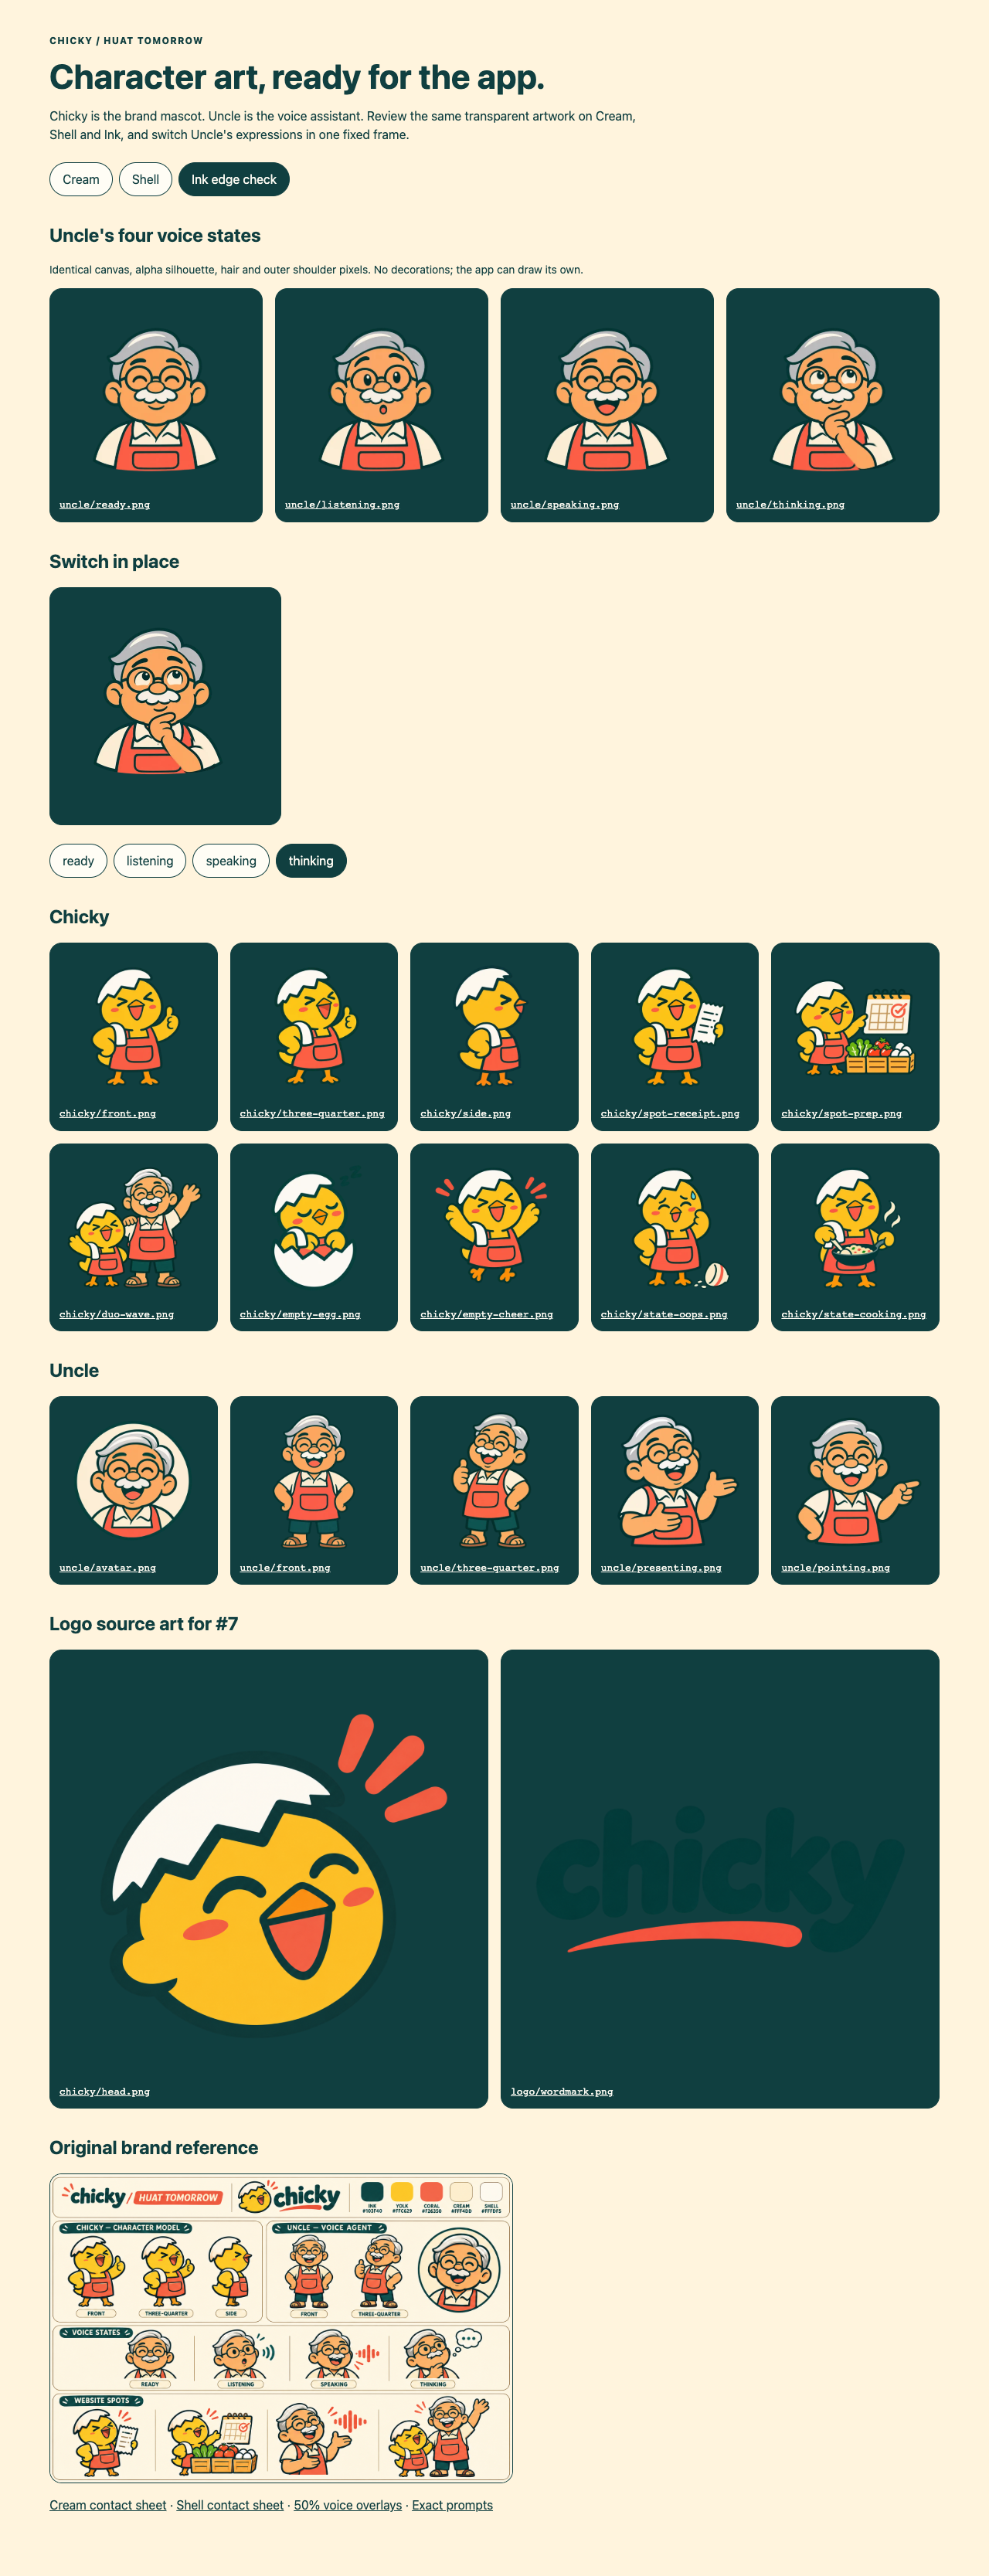 CHICKY / HUAT TOMORROW
Character art, ready for the app.
Chicky is the brand mascot. Uncle is the voice assistant. Review the same transparent artwork on Cream,
Shell and Ink, and switch Uncle's expressions in one fixed frame.
Cream
Shell
Ink edge check
Uncle's four voice states
Identical canvas, alpha silhouette, hair and outer shoulder pixels. No decorations; the app can draw its own.
uncle/ready.png
uncle/listening.png
uncle/speaking.png
uncle/thinking.png
Switch in place
ready
listening
speaking
thinking
Chicky
chicky/front.png
chicky/three-quarter.png
chicky/side.png
chicky/spot-receipt.png
chicky/spot-prep.png
chicky/duo-wave.png
chicky/empty-egg.png
chicky/empty-cheer.png
chicky/state-oops.png
chicky/state-cooking.png
Uncle
uncle/avatar.png
uncle/front.png
uncle/three-quarter.png
uncle/presenting.png
uncle/pointing.png
Logo source art for #7
chicky
chicky/head.png
logo/wordmark.png
Original brand reference
chicky / HUAT TOMORROW
chicky
INK
#103F40
YOLK
#FFC629
CORAL
CREAM
#FFF4DD
SHELL
CHICKY – CHARACTER MODEL
UNCLE – VOICE AGENT
FRONT
THREE-QUARTER
SIDE
FRONT
THREE-QUARTER
VOICE STATES
READY
LISTENING
SPEAKING
THINKING
WEBSITE SPOTS
Cream contact sheet · Shell contact sheet · 50% voice overlays · Exact prompts